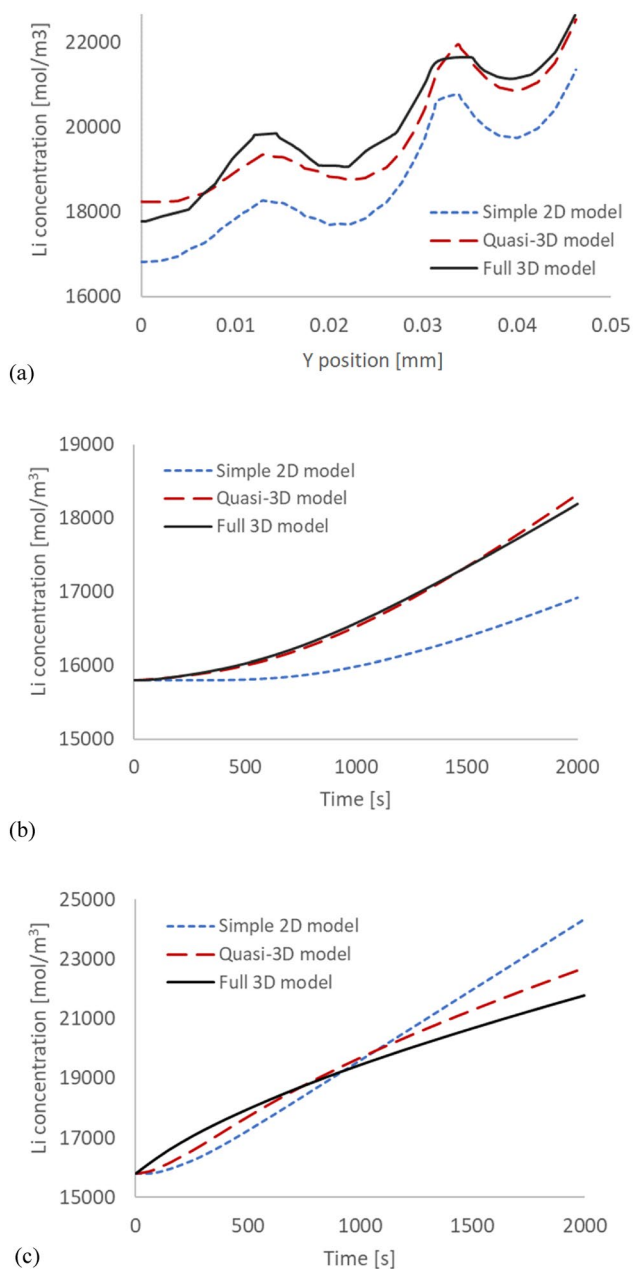 22000
20000
18000
16000
Li concentration [mol/m3]
Simple 2D model
Quasi-3D model
Full 3D model
0 0.01 0.02 0.03 0.04 0.05
Y position [mm]
(a)
19000
18000
17000
16000
15000
Li concentration [mol/m³]
Simple 2D model
Quasi-3D model
Full 3D model
0 500 1000 1500 2000
Time [s]
(b)
25000
23000
21000
19000
17000
15000
Li concentration [mol/m³]
Simple 2D model
Quasi-3D model
Full 3D model
0 500 1000 1500 2000
Time [s]
(c)